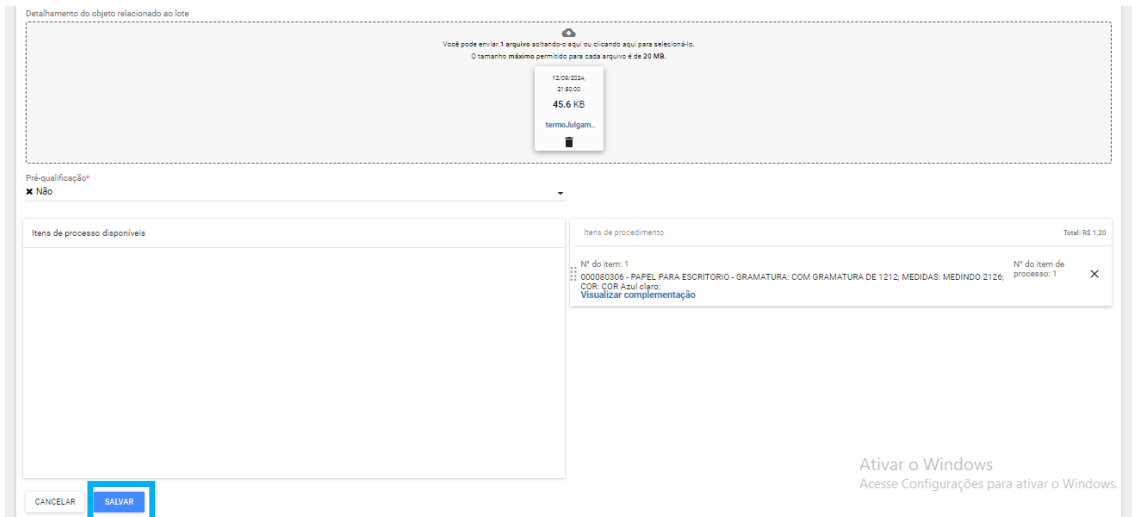 Detalhamento do objeto relacionado ao lote
Você pode enviar 1 arquivo soltando-o aqui ou clicando aqui para selecioná-lo.
O tamanho máximo permitido para cada arquivo é de 20 MB.
12/09/2024,
21:50:00
45.6 KB
termoJulgam...
Pré-qualificação*
✖ Não
Itens de processo disponíveis
Itens de procedimento
Total: R$ 1,20
N° do item: 1
N° do item de
processo: 1
000080306 - PAPEL PARA ESCRITORIO - GRAMATURA: COM GRAMATURA DE 1212; MEDIDAS: MEDINDO 2126;
COR: COR Azul claro;
Visualizar complementação
Ativar o Windows
Acesse Configurações para ativar o Windows.
CANCELAR
SALVAR